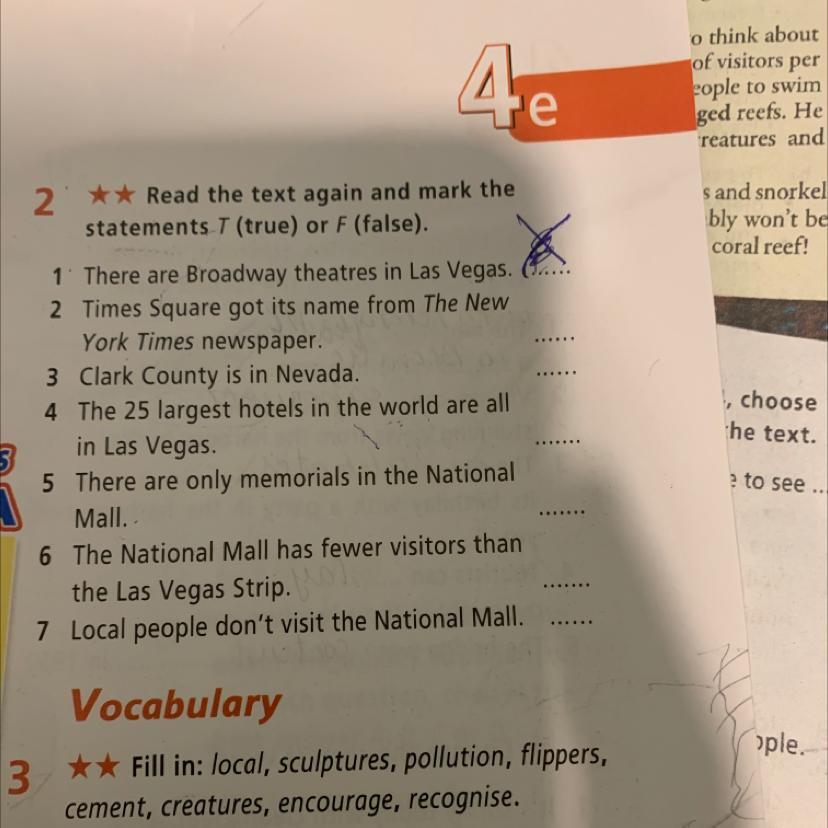 o think about
of visitors per
eople to swim
ged reefs. He
reatures and
s and snorkel
bly won't be
coral reef!
4e
2 ★★ Read the text again and mark the
statements T (true) or F (false).
1 There are Broadway theatres in Las Vegas. ......
2 Times Square got its name from The New
York Times newspaper. ......
3 Clark County is in Nevada. ......
4 The 25 largest hotels in the world are all
in Las Vegas. .......
5 There are only memorials in the National
Mall. .......
6 The National Mall has fewer visitors than
the Las Vegas Strip. .......
7 Local people don't visit the National Mall. ......
Vocabulary
3 ★★ Fill in: local, sculptures, pollution, flippers,
cement, creatures, encourage, recognise.
, choose
he text.
e to see ...
ople.
S
A